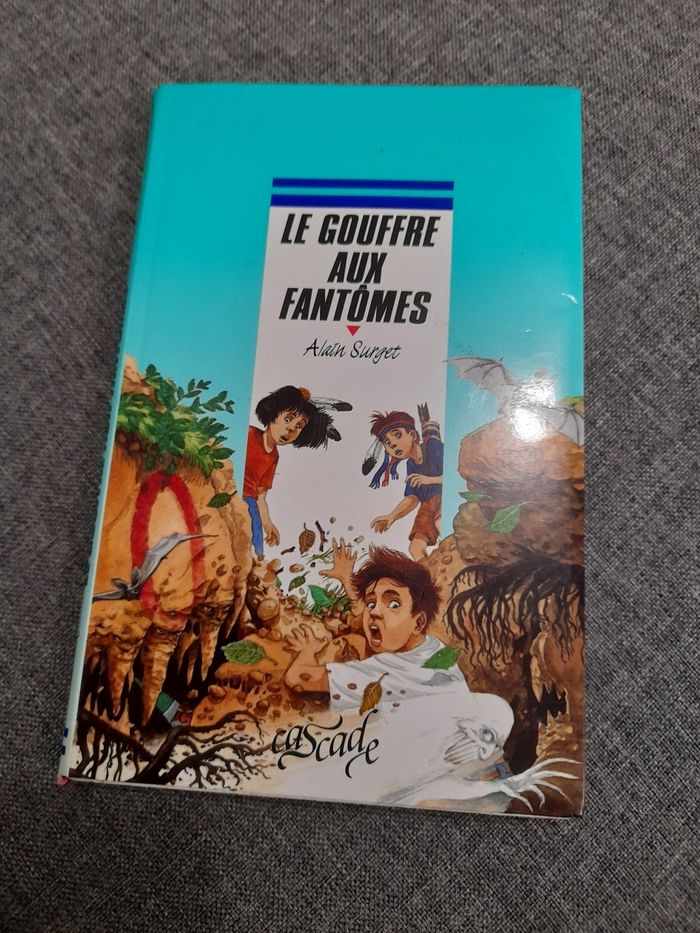 LE GOUFFRE
AUX
FANTÔMES
Alain Surget
cascade